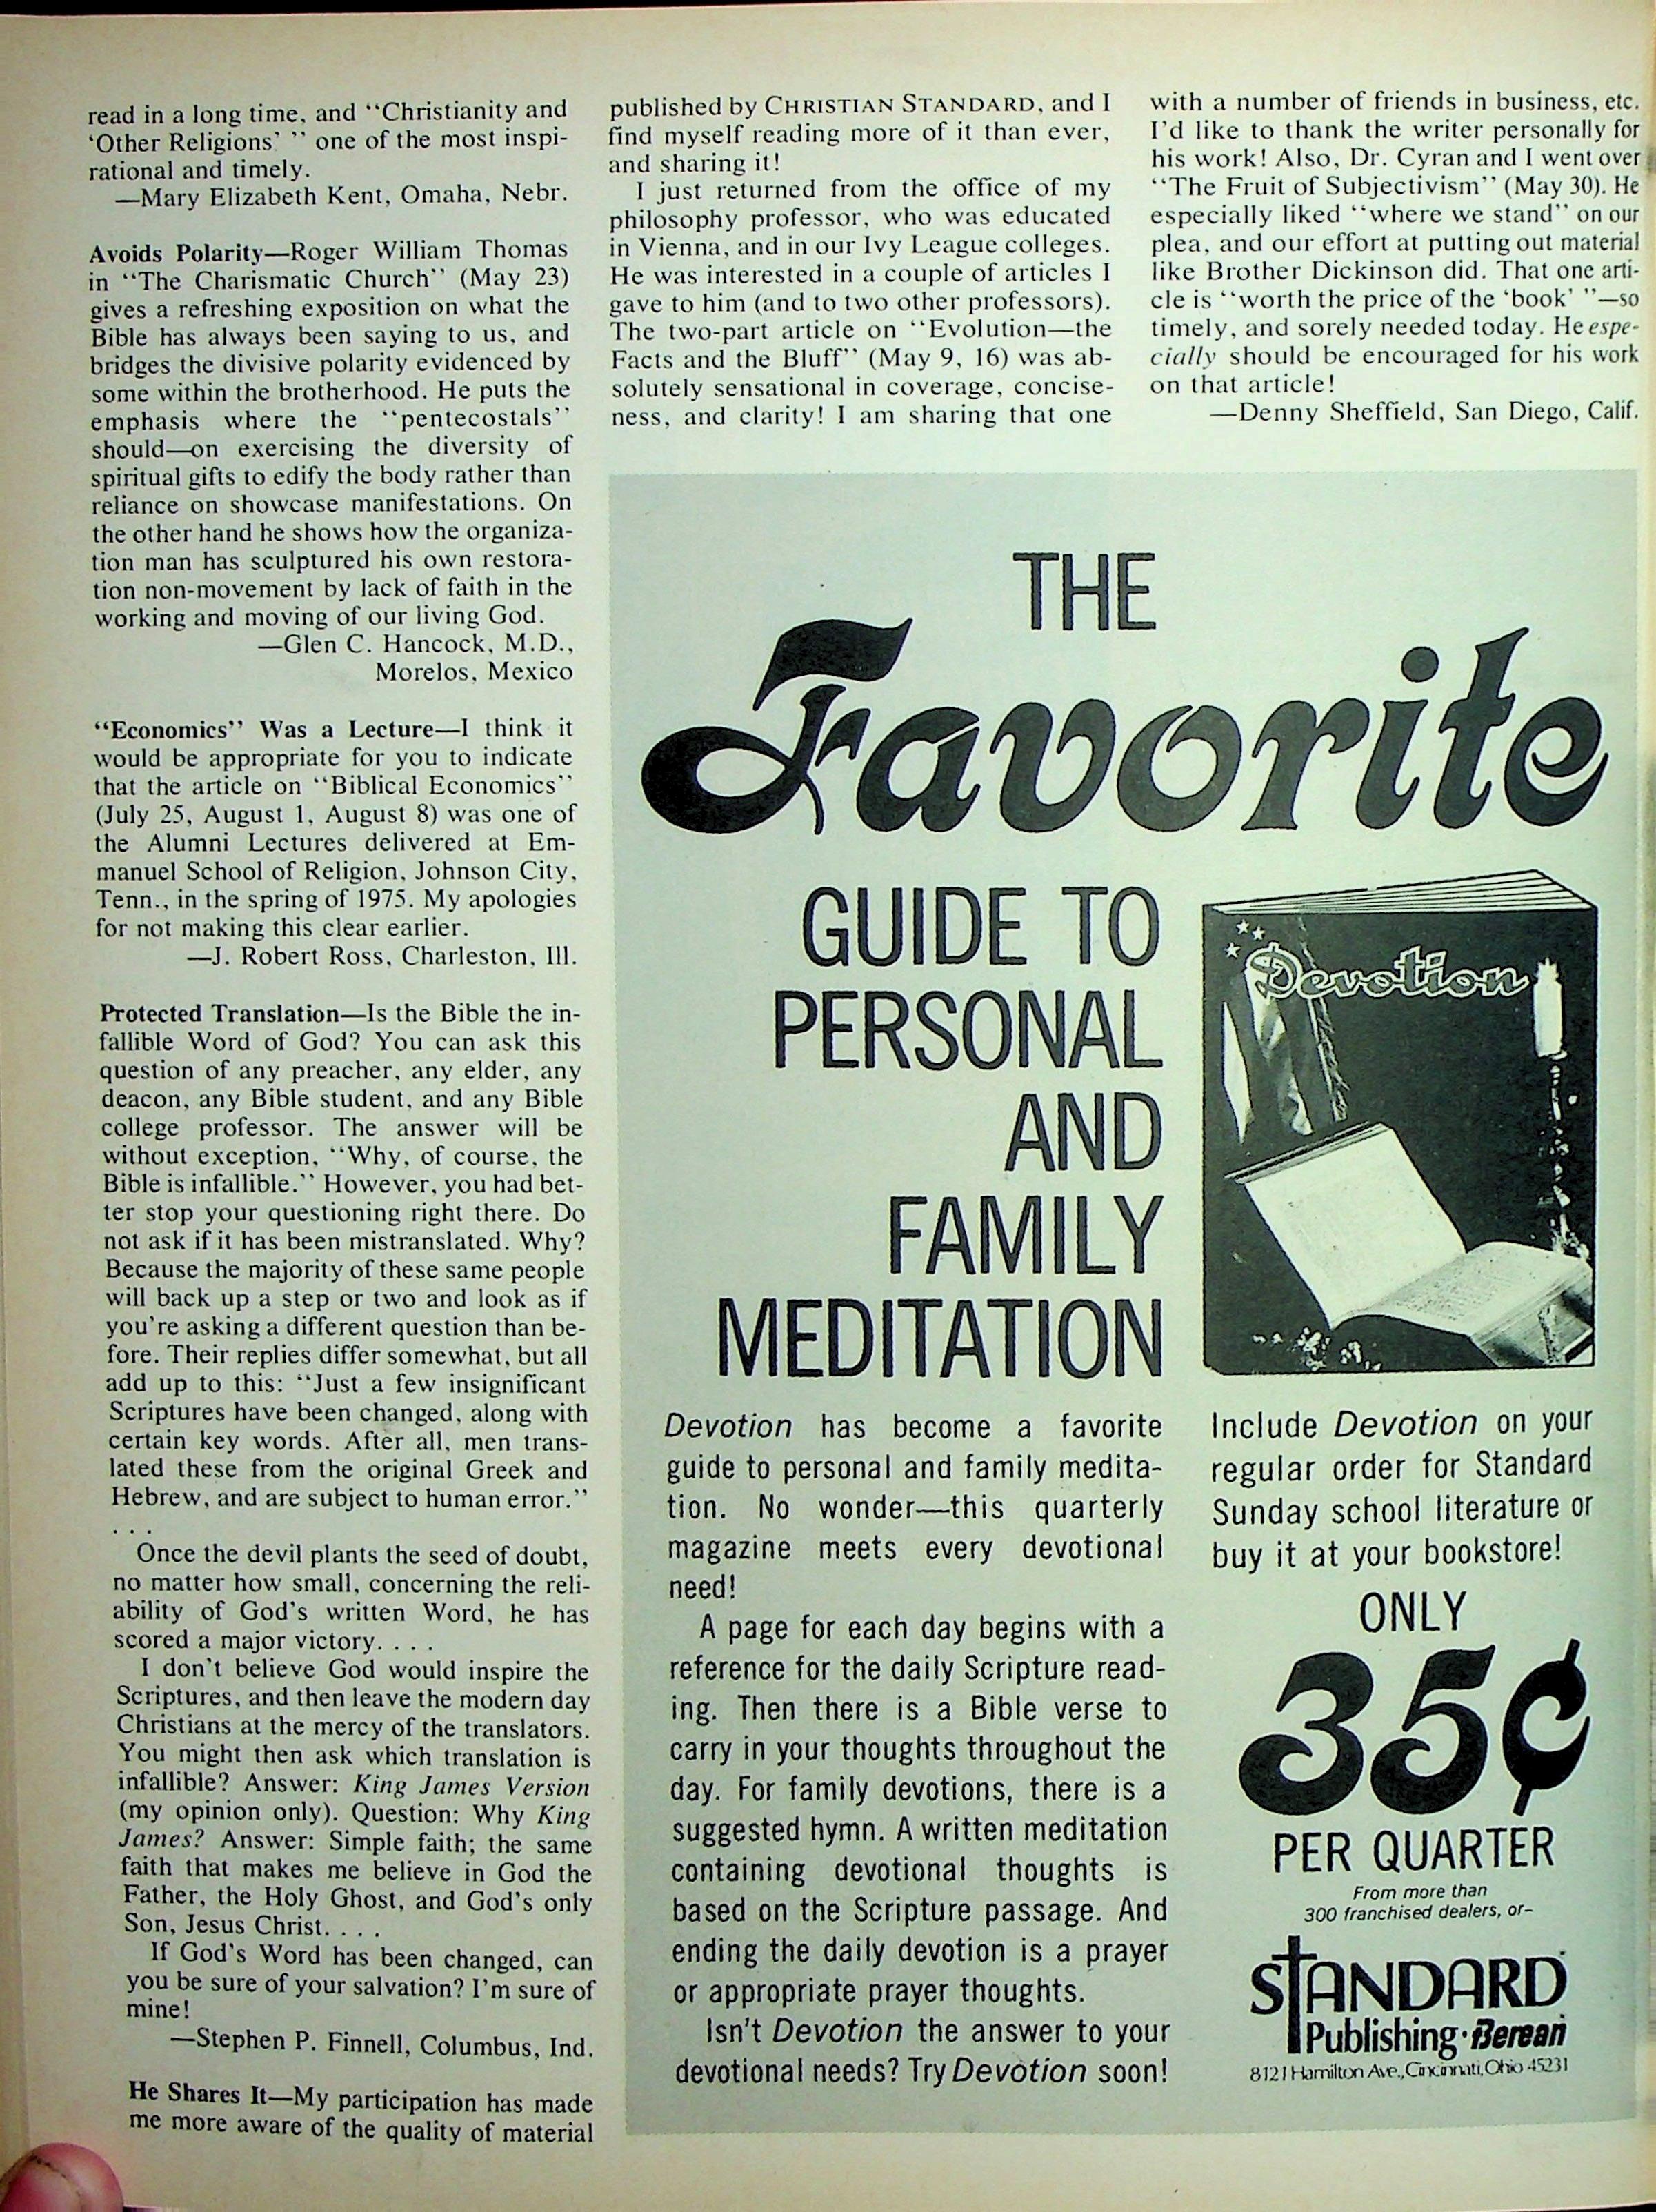 read in a long time, and “Christianity and
‘Other Religions’ ” one of the most inspi-
rational and timely.
—Mary Elizabeth Kent, Omaha, Nebr.
Avoids Polarity—Roger William Thomas
in “The Charismatic Church” (May 23)
gives a refreshing exposition on what the
Bible has always been saying to us, and
bridges the divisive polarity evidenced by
some within the brotherhood. He puts the
emphasis where the “pentecostals”
should—on exercising the diversity of
spiritual gifts to edify the body rather than
reliance on showcase manifestations. On
the other hand he shows how the organiza-
tion man has sculptured his own restora-
tion non-movement by lack of faith in the
working and moving of our living God.
—Glen C. Hancock, M.D.,
Morelos, Mexico
“Economics” Was a Lecture—I think it
would be appropriate for you to indicate
that the article on “Biblical Economics”
(July 25, August 1, August 8) was one of
the Alumni Lectures delivered at Em-
manuel School of Religion, Johnson City,
Tenn., in the spring of 1975. My apologies
for not making this clear earlier.
—J. Robert Ross, Charleston, Ill.
Protected Translation—Is the Bible the in-
fallible Word of God? You can ask this
question of any preacher, any elder, any
deacon, any Bible student, and any Bible
college professor. The answer will be
without exception, “Why, of course, the
Bible is infallible.” However, you had bet-
ter stop your questioning right there. Do
not ask if it has been mistranslated. Why?
Because the majority of these same people
will back up a step or two and look as if
you're asking a different question than be-
fore. Their replies differ somewhat, but all
add up to this: “Just a few insignificant
Scriptures have been changed, along with
certain key words. After all, men trans-
lated these from the original Greek and
Hebrew, and are subject to human error.”
. . .
Once the devil plants the seed of doubt,
no matter how small, concerning the reli-
ability of God's written Word, he has
scored a major victory. . . .
I don't believe God would inspire the
Scriptures, and then leave the modern day
Christians at the mercy of the translators.
You might then ask which translation is
infallible? Answer: King James Version
(my opinion only). Question: Why King
James? Answer: Simple faith; the same
faith that makes me believe in God the
Father, the Holy Ghost, and God's only
Son, Jesus Christ. . . .
If God's Word has been changed, can
you be sure of your salvation? I'm sure of
mine!
—Stephen P. Finnell, Columbus, Ind.
He Shares It—My participation has made
me more aware of the quality of material
published by CHRISTIAN STANDARD, and I
find myself reading more of it than ever,
and sharing it!
I just returned from the office of my
philosophy professor, who was educated
in Vienna, and in our Ivy League colleges.
He was interested in a couple of articles I
gave to him (and to two other professors).
The two-part article on “Evolution—the
Facts and the Bluff” (May 9, 16) was ab-
solutely sensational in coverage, concise-
ness, and clarity! I am sharing that one
with a number of friends in business, etc.
I'd like to thank the writer personally for
his work! Also, Dr. Cyran and I went over
“The Fruit of Subjectivism” (May 30). He
especially liked “where we stand” on our
plea, and our effort at putting out material
like Brother Dickinson did. That one arti-
cle is “worth the price of the ‘book’ ”—so
timely, and sorely needed today. He espe-
cially should be encouraged for his work
on that article!
—Denny Sheffield, San Diego, Calif.
THE
Favorite
GUIDE TO
PERSONAL
AND
FAMILY
MEDITATION
Devotion
Devotion has become a favorite
guide to personal and family medita-
tion. No wonder—this quarterly
magazine meets every devotional
need!
A page for each day begins with a
reference for the daily Scripture read-
ing. Then there is a Bible verse to
carry in your thoughts throughout the
day. For family devotions, there is a
suggested hymn. A written meditation
containing devotional thoughts is
based on the Scripture passage. And
ending the daily devotion is a prayer
or appropriate prayer thoughts.
Isn't Devotion the answer to your
devotional needs? Try Devotion soon!
Include Devotion on your
regular order for Standard
Sunday school literature or
buy it at your bookstore!
ONLY
35¢
PER QUARTER
From more than
300 franchised dealers, or—
STANDARD
Publishing·Berean
8121 Hamilton Ave., Cincinnati, Ohio 45231